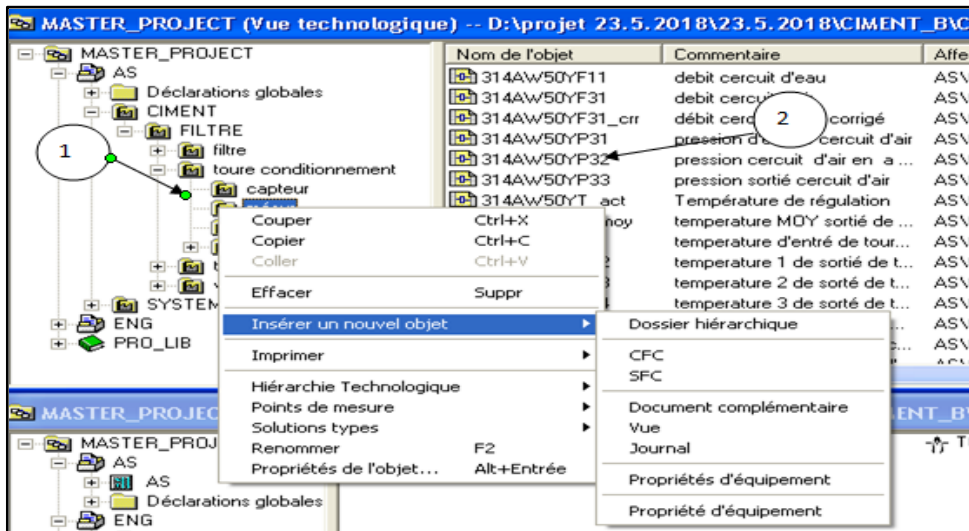 MASTER_PROJECT (Vue technologique) -- D:\projet 23.5.2018\23.5.2018\CIMENT_B\C
MASTER_PROJECT
AS
Déclarations globales
CIMENT
FILTRE
filtre
toure conditionnement
capteur
SYSTEM
ENG
PRO_LIB
1
Nom de l'objet Commentaire Affe
314AW50YF11 debit cercuit d'eau AS\
314AW50YF31 debit AS\
314AW50YF31_crr débit corrigé AS\
314AW50YP31 pression cercuit d'air AS\
314AW50YP32 pression cercuit d'air en a ... AS\
314AW50YP33 pression sortié cercuit d'air AS\
314AW50YT_act Température de régulation AS\
moy temperature MOY sortié de ... AS\
temperature d'entré de tour... AS\
2 temperature 1 de sortié de t... AS\
3 temperature 2 de sorté de t... AS\
temperature 3 de sorté de t... AS\
2
Couper Ctrl+X
Copier Ctrl+C
Coller Ctrl+V
Effacer Suppr
Insérer un nouvel objet
Imprimer
Hiérarchie Technologique
Points de mesure
Solutions types
Renommer F2
Propriétés de l'objet... Alt+Entrée
Dossier hiérarchique
CFC
SFC
Document complémentaire
Vue
Journal
Propriétés d'équipement
Propriété d'équipement
MASTER_PROJEC
MENT_B\
MASTER_PROJ
AS
AS
Déclarations globales
ENG